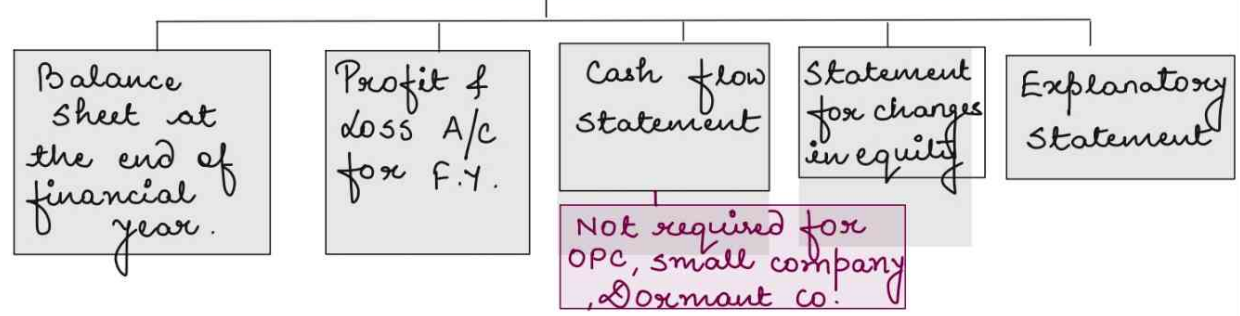 Balance
sheet at
the end of
financial
year.
Profit &
Loss A/c
for F.Y.
Cash flow
statement
Statement
for changes
in equity
Explanatory
statement
Not required for
OPC, small company
, Dormant co.